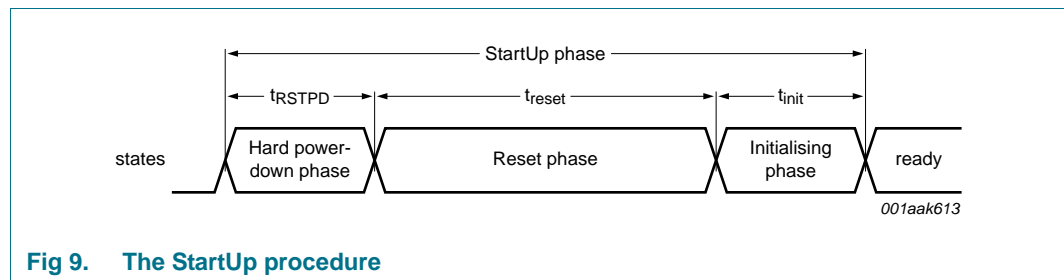 StartUp phase
tRSTPD
treset
tinit
states
Hard power-
down phase
Reset phase
Initialising
phase
ready
001aak613
Fig 9. The StartUp procedure